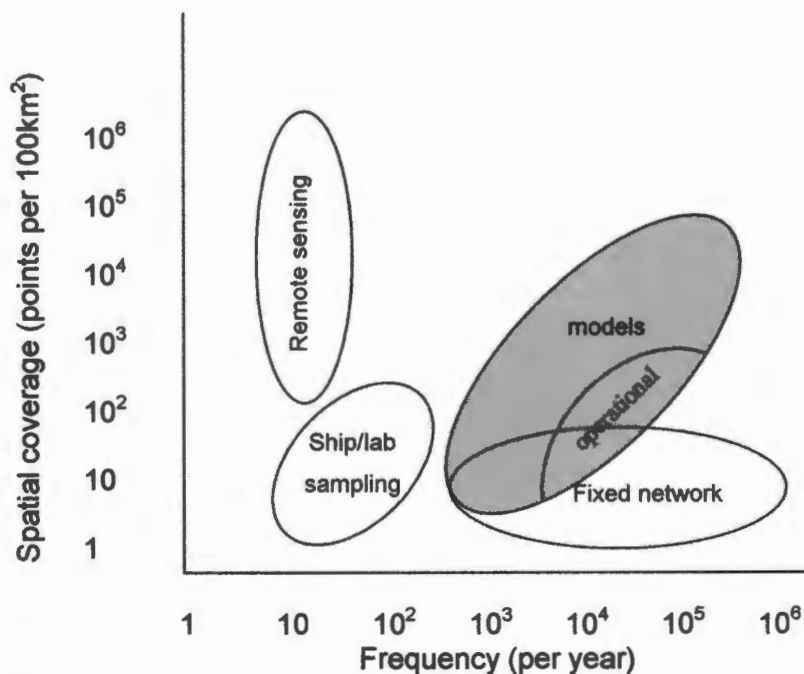 Spatial coverage (points per 100km²)
10⁶
10⁵
10⁴
10³
10²
10
1
Remote sensing
Ship/lab
sampling
models
operational
Fixed network
1 10 10² 10³ 10⁴ 10⁵ 10⁶
Frequency (per year)